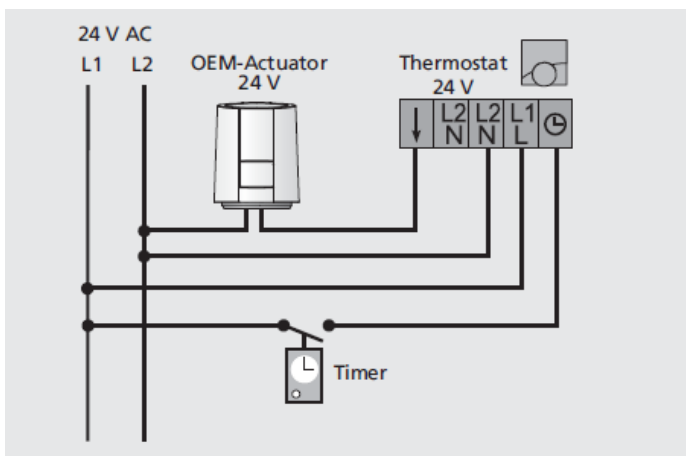 24 V AC
L1 L2
OEM-Actuator
24 V
Thermostat
24 V
L2 L2 L1
N N L
Timer